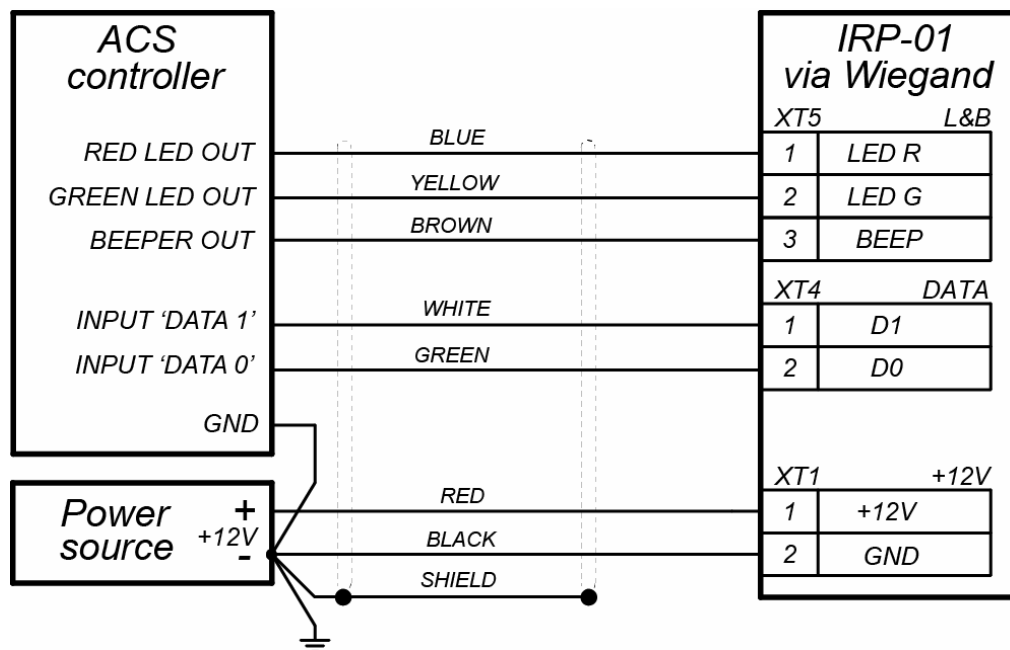 ACS
controller
RED LED OUT
GREEN LED OUT
BEEPER OUT
INPUT ‘DATA 1’
INPUT ‘DATA 0’
GND
Power
source
+
+12V
-
BLUE
YELLOW
BROWN
WHITE
GREEN
RED
BLACK
SHIELD
IRP-01
via Wiegand
XT5 L&B
1 LED R
2 LED G
3 BEEP
XT4 DATA
1 D1
2 D0
XT1 +12V
1 +12V
2 GND